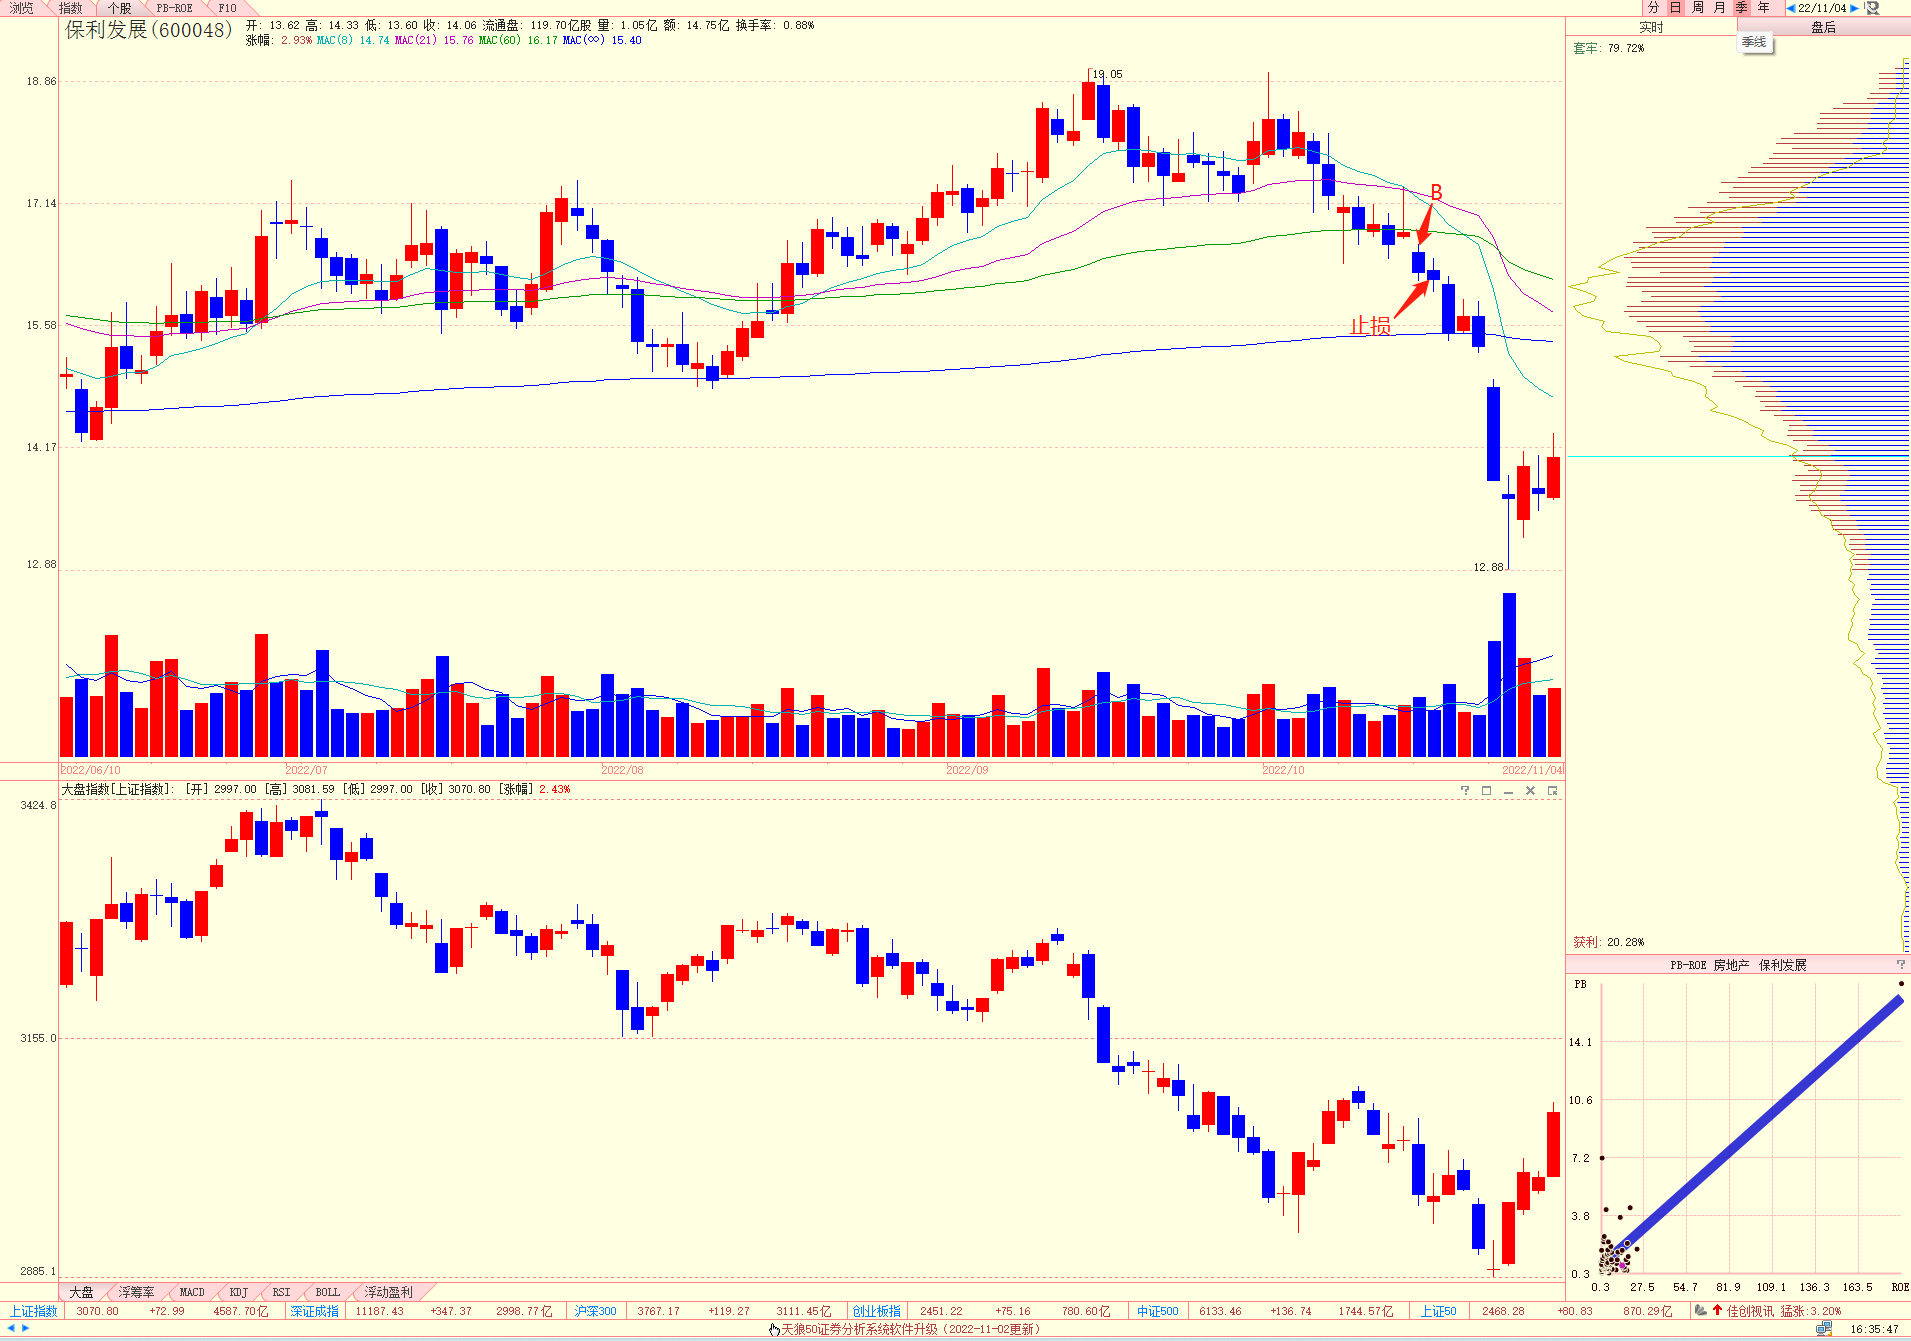 浏览 指数 个股 PB-ROE F10
分 日 周 月 季 年 22/11/04
保利发展(600048)
开: 13.62 高: 14.33 低: 13.60 收: 14.06 流通盘: 119.70亿股 量: 1.05亿 额: 14.75亿 换手率: 0.88%
涨幅: 2.93% MAC(8) 14.74 MAC(21) 15.76 MAC(60) 16.17 MAC(∞) 15.40
实时 盘后
季线
套牢: 79.72%
19.05
18.86
17.14
15.58
14.17
12.88
B
止损
12.88
2022/06/10 2022/07 2022/08 2022/09 2022/10 2022/11/04
大盘指数[上证指数]: [开] 2997.00 [高] 3081.59 [低] 2997.00 [收] 3070.80 [涨幅] 2.43%
3424.8
3155.0
2885.1
获利: 20.28%
PB-ROE 房地产 保利发展 ?
PB
14.1
10.6
7.2
3.8
0.3
0.3 27.5 54.7 81.9 109.1 136.3 163.5 ROE
大盘 浮筹率 MACD KDJ RSI BOLL 浮动盈利
上证指数 3070.80 +72.99 4587.70亿 深证成指 11187.43 +347.37 2998.77亿 沪深300 3767.17 +119.27 3111.45亿 创业板指 2451.22 +75.16 780.60亿 中证500 6133.46 +136.74 1744.57亿 上证50 2468.28 +60.83 870.29亿 佳创视讯 猛涨:3.20%
天狼50证券分析系统软件升级（2022-11-02更新） 16:35:47